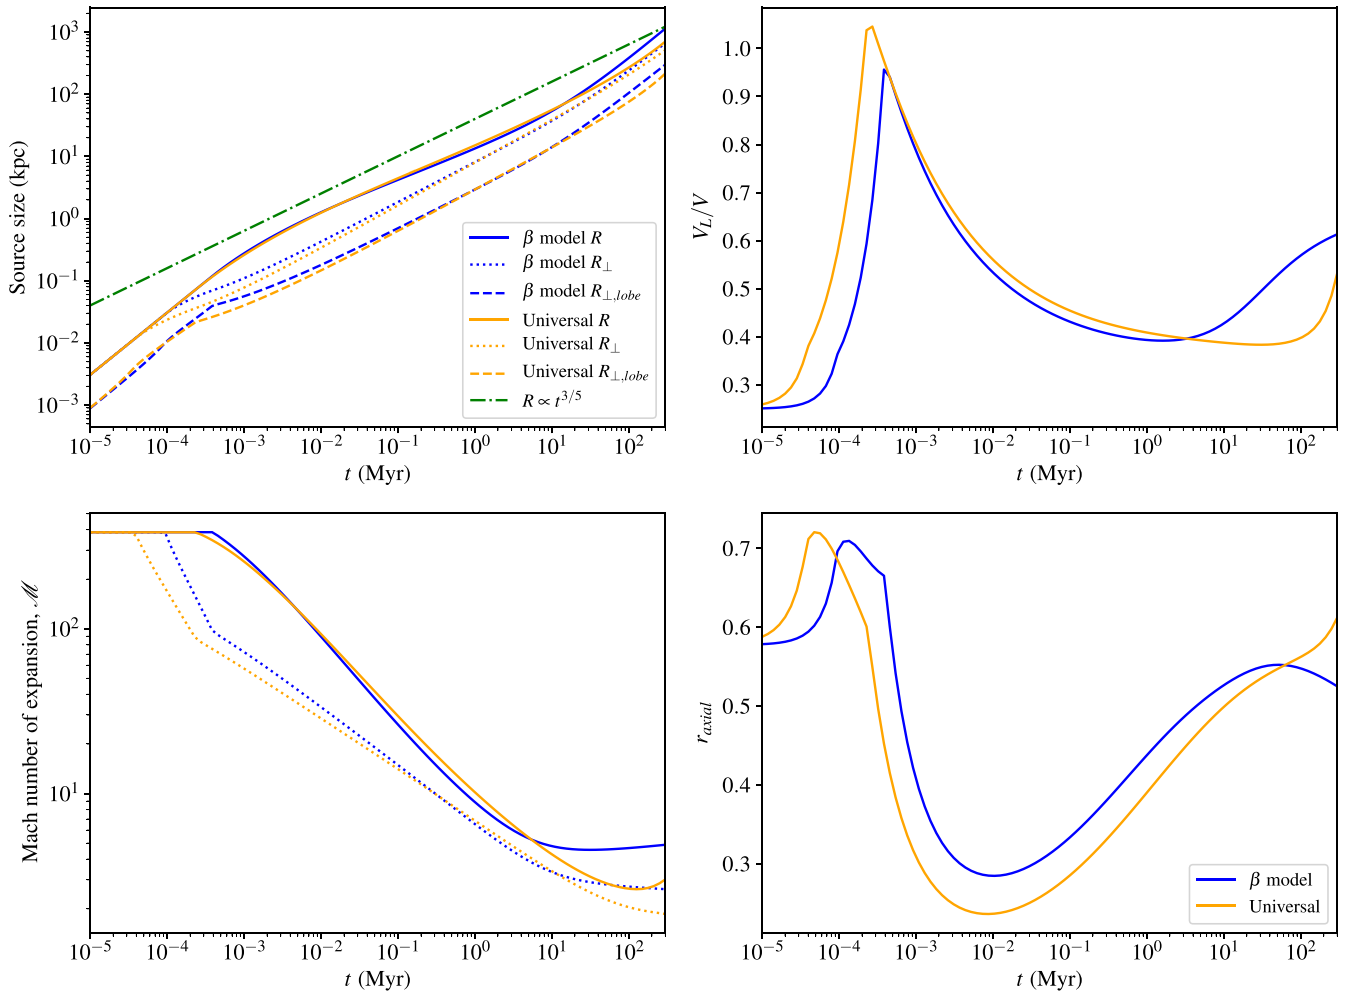 10³
10²
10¹
10⁰
10⁻¹
10⁻²
10⁻³
Source size (kpc)
β model R
β model R⊥
β model R⊥,lobe
Universal R
Universal R⊥
Universal R⊥,lobe
R ∝ t³ᐟ⁵
10⁻⁵ 10⁻⁴ 10⁻³ 10⁻² 10⁻¹ 10⁰ 10¹ 10²
t (Myr)
1.0
0.9
0.8
0.7
0.6
0.5
0.4
0.3
V_L/V
10⁻⁵ 10⁻⁴ 10⁻³ 10⁻² 10⁻¹ 10⁰ 10¹ 10²
t (Myr)
10²
10¹
Mach number of expansion, ℳ
10⁻⁵ 10⁻⁴ 10⁻³ 10⁻² 10⁻¹ 10⁰ 10¹ 10²
t (Myr)
0.7
0.6
0.5
0.4
0.3
r_axial
β model
Universal
10⁻⁵ 10⁻⁴ 10⁻³ 10⁻² 10⁻¹ 10⁰ 10¹ 10²
t (Myr)